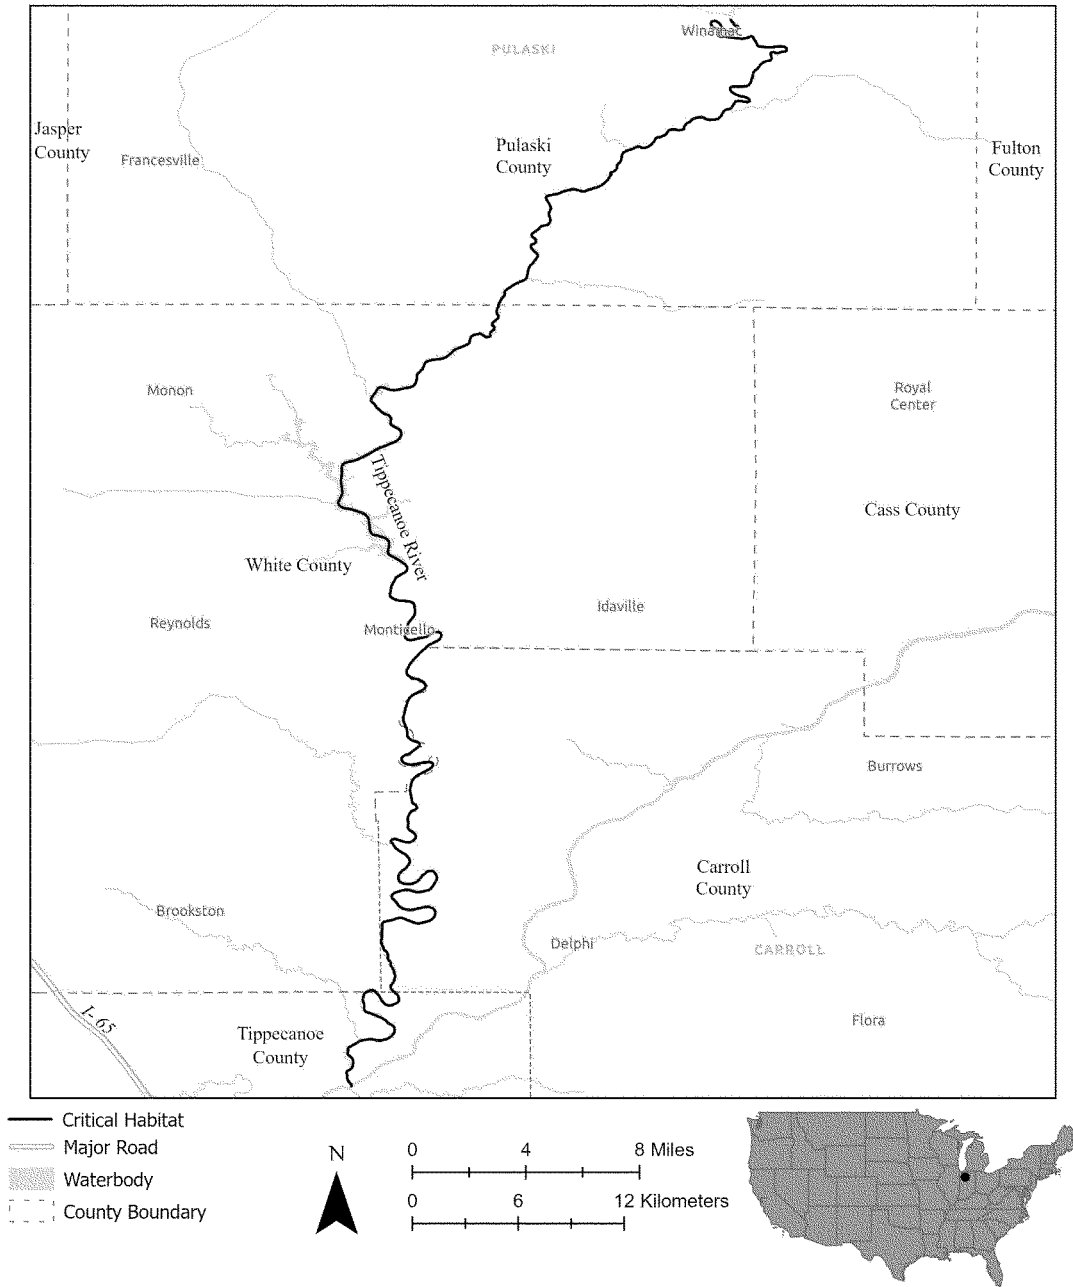 Winamac
PULASKI
Jasper
County
Francesville
Pulaski
County
Fulton
County
Monon
Royal
Center
Tippecanoe River
Cass County
White County
Idaville
Reynolds
Monticello
Burrows
Carroll
County
Brookston
Delphi
CARROLL
I-65
Flora
Tippecanoe
County
Critical Habitat
Major Road
Waterbody
County Boundary
N
0 4 8 Miles
0 6 12 Kilometers